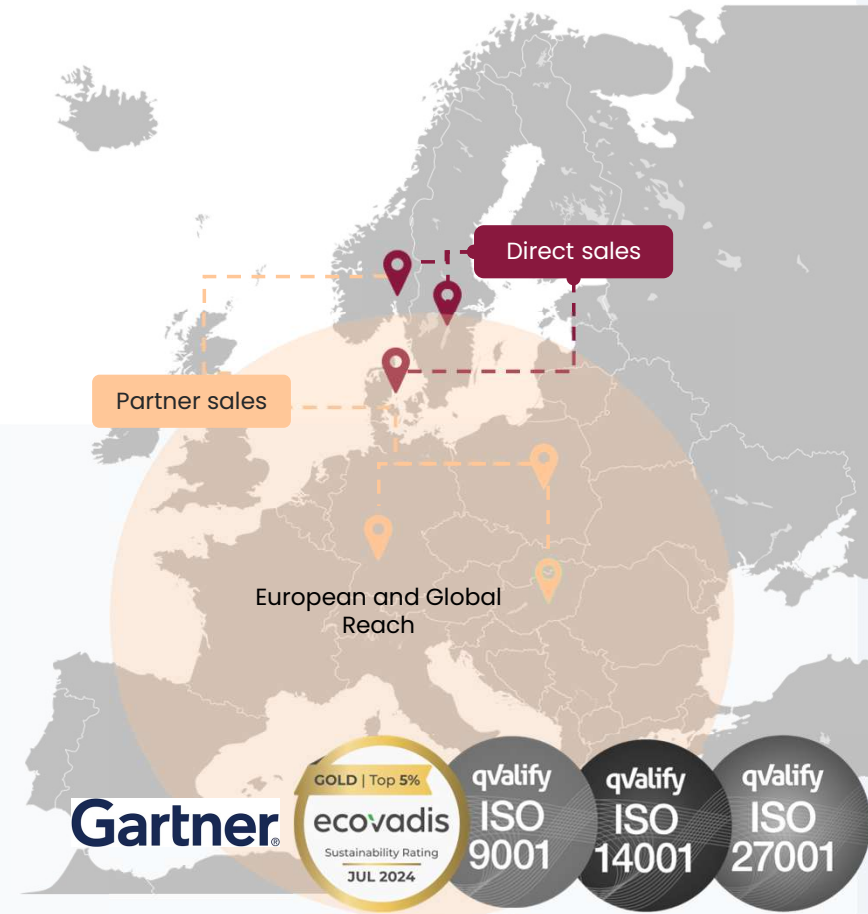 Direct sales
Partner sales
European and Global
Reach
Gartner®
GOLD | Top 5%
ecovadis
Sustainability Rating
JUL 2024
qvalify
ISO
9001
qvalify
ISO
14001
qvalify
ISO
27001